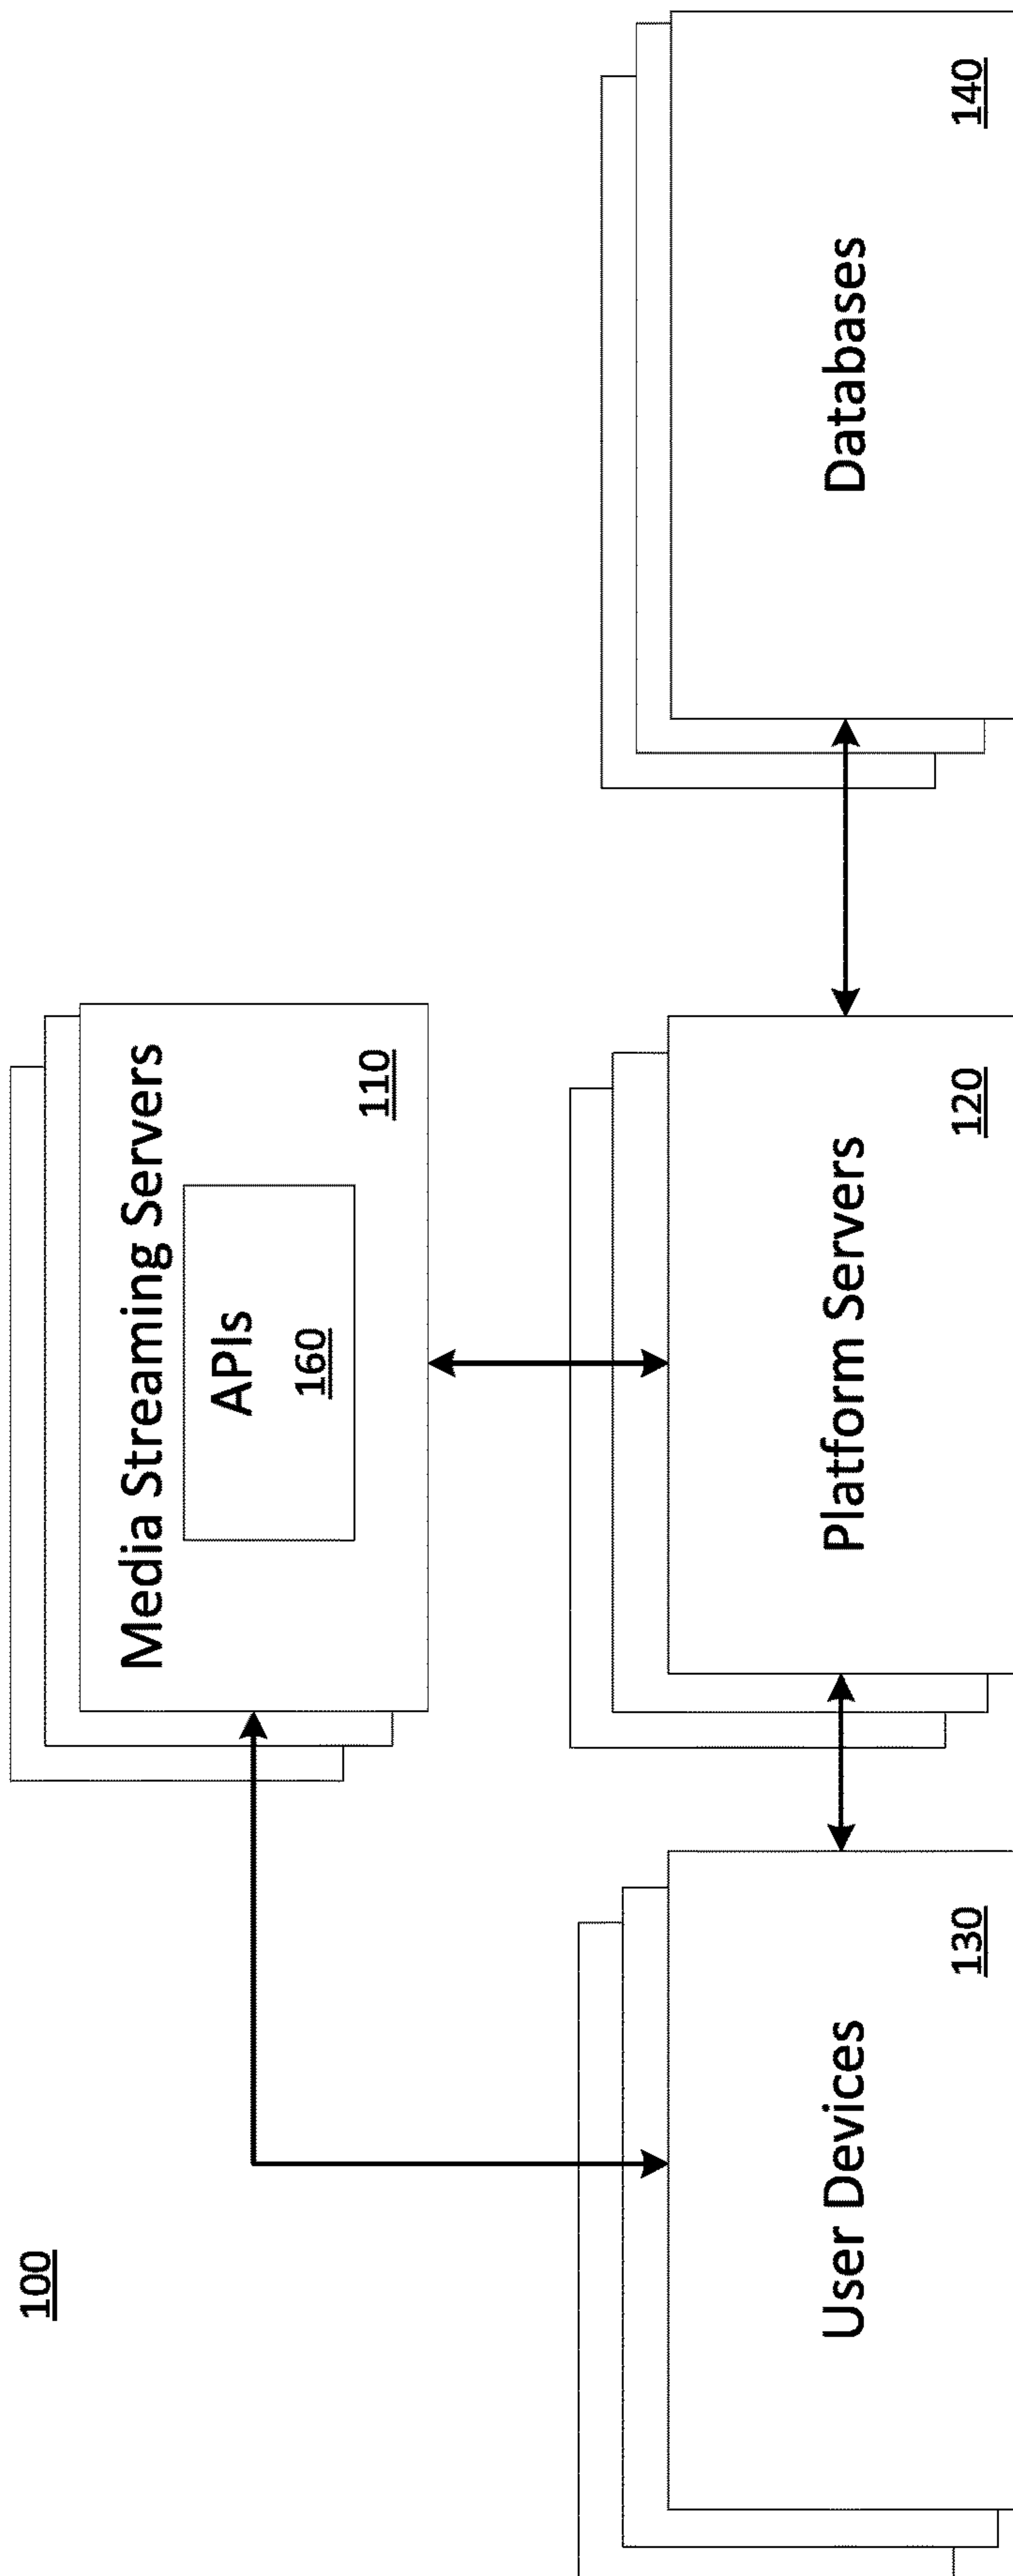 100
Media Streaming Servers
APIs
160
110
User Devices
130
Platform Servers
120
Databases
140